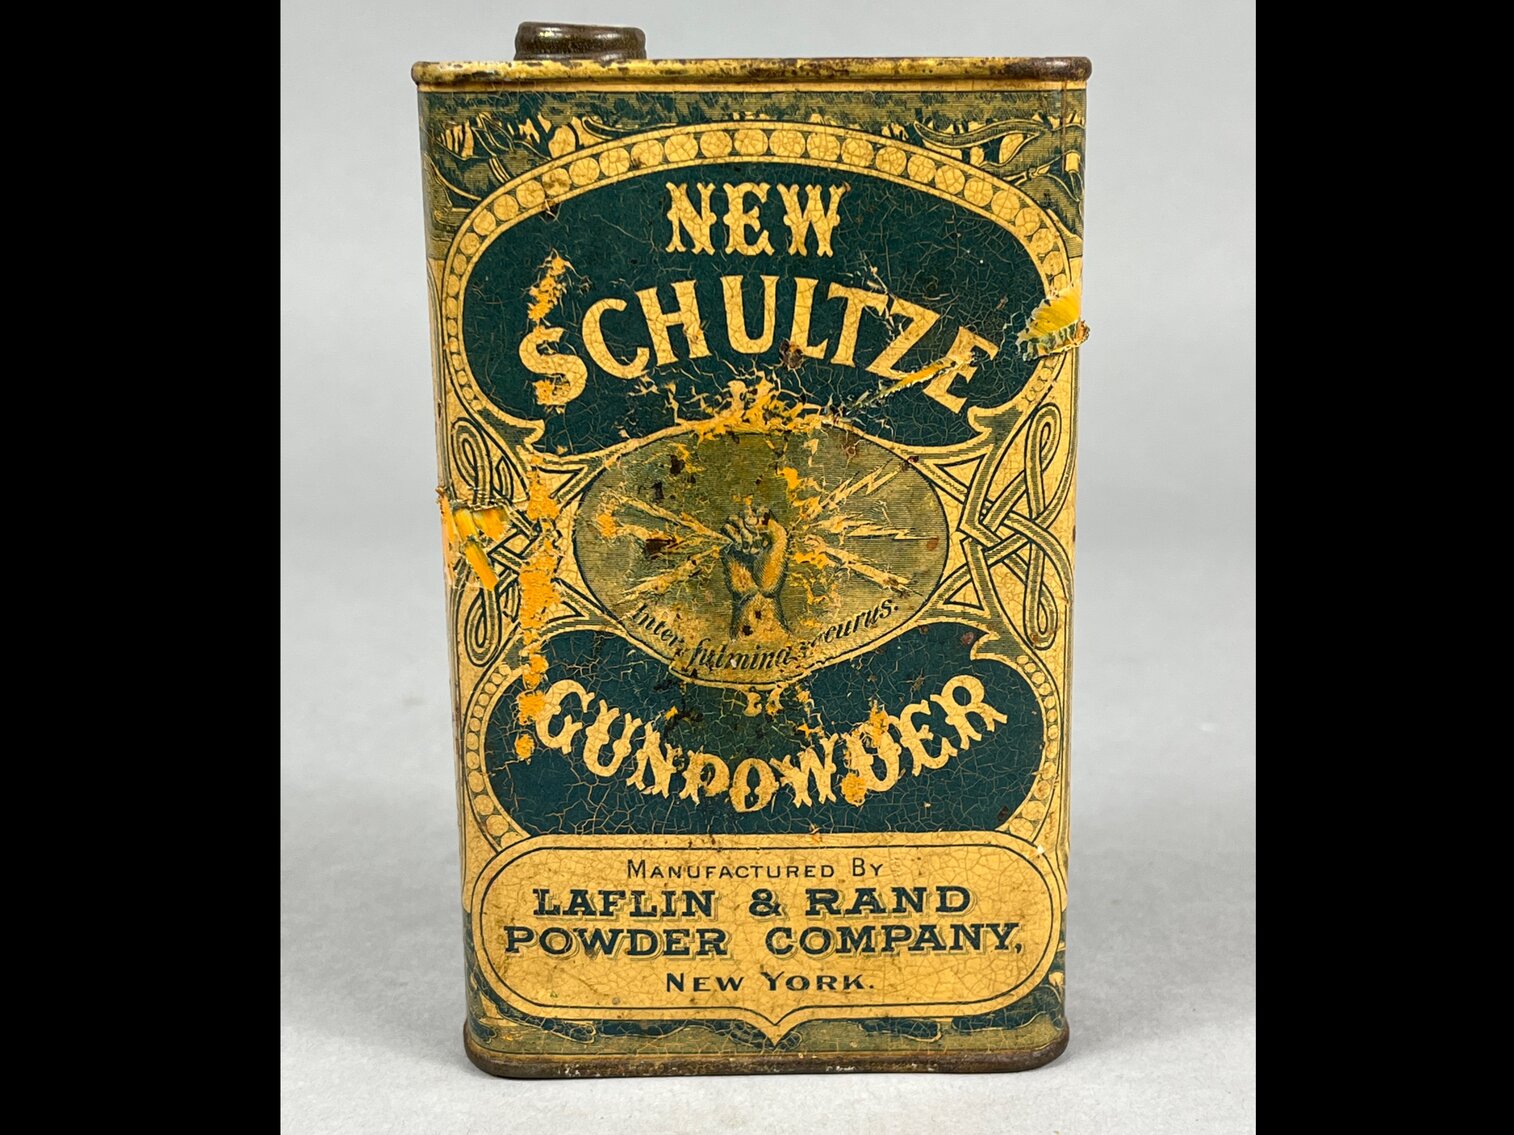 NEW
SCHULTZE
Inter fulmina securus.
GUNPOWDER
MANUFACTURED BY
LAFLIN & RAND
POWDER COMPANY,
NEW YORK.